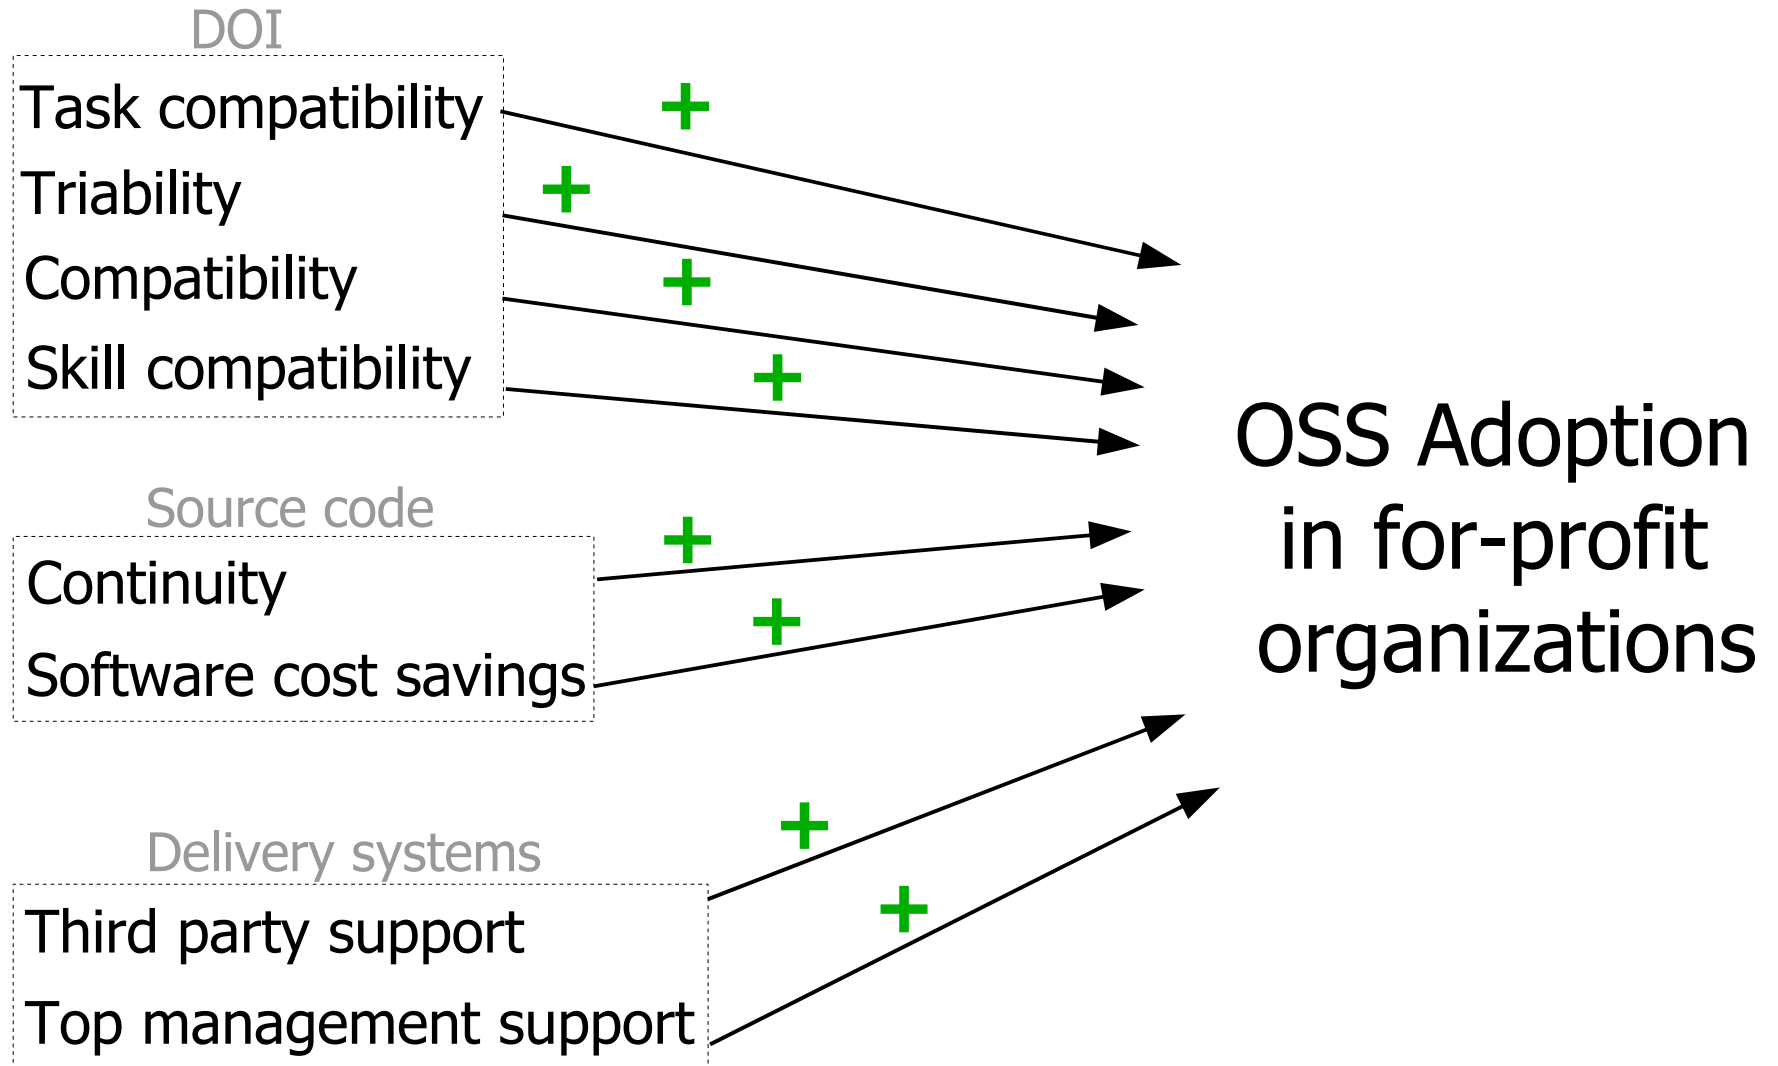 DOI
Task compatibility
+
Triability
+
Compatibility
+
Skill compatibility
+
Source code
Continuity
+
Software cost savings
+
Delivery systems
Third party support
+
Top management support
+
OSS Adoption
in for-profit
organizations